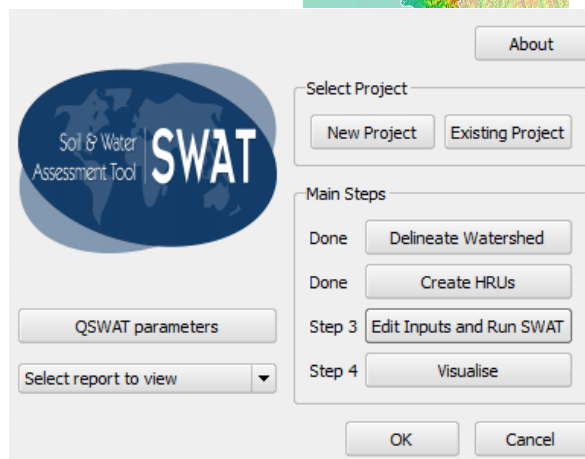 About
Select Project
New Project Existing Project
Soil & Water
Assessment Tool
SWAT
Main Steps
Done Delineate Watershed
Done Create HRUs
QSWAT parameters
Step 3 Edit Inputs and Run SWAT
Select report to view
Step 4 Visualise
OK Cancel